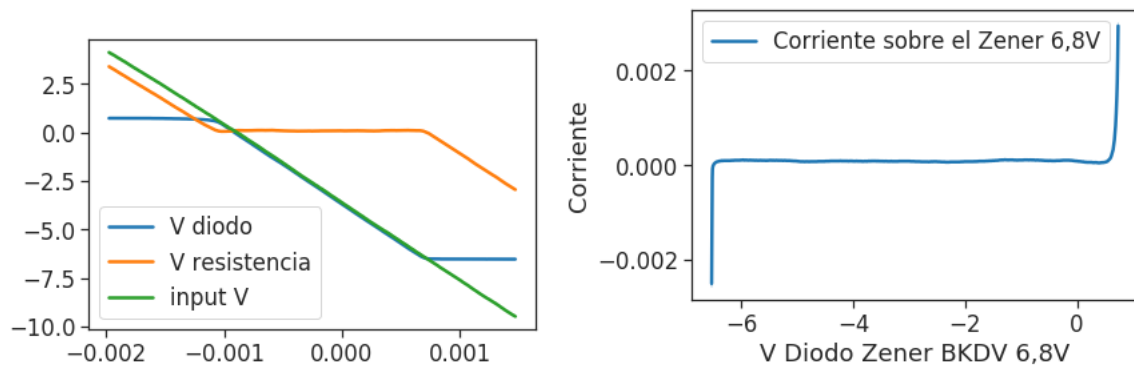 2.5
0.0
−2.5
−5.0
−7.5
−10.0
V diodo
V resistencia
input V
−0.002 −0.001 0.000 0.001
Corriente sobre el Zener 6,8V
0.002
0.000
−0.002
Corriente
−6 −4 −2 0
V Diodo Zener BKDV 6,8V